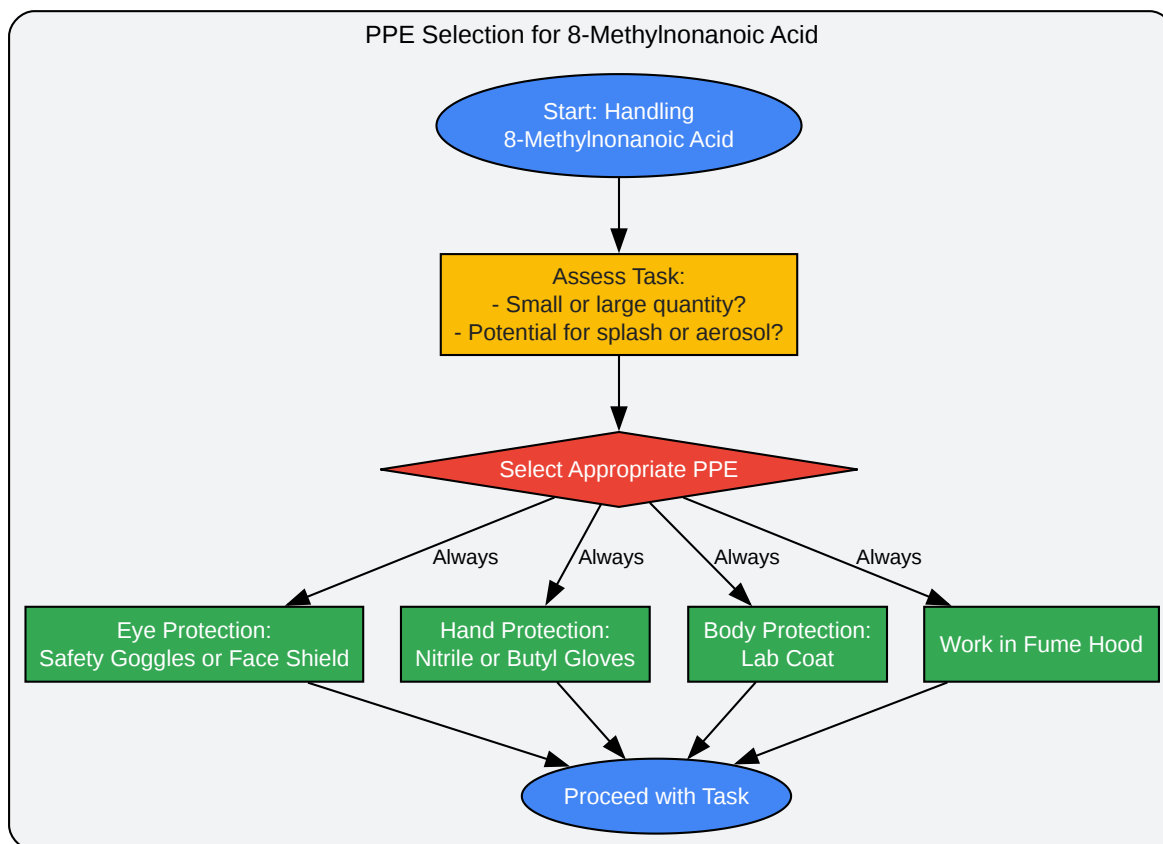 PPE Selection for 8-Methylnonanoic Acid
Start: Handling
8-Methylnonanoic Acid
Assess Task:
- Small or large quantity?
- Potential for splash or aerosol?
Select Appropriate PPE
Always
Always
Always
Always
Eye Protection:
Safety Goggles or Face Shield
Hand Protection:
Nitrile or Butyl Gloves
Body Protection:
Lab Coat
Work in Fume Hood
Proceed with Task